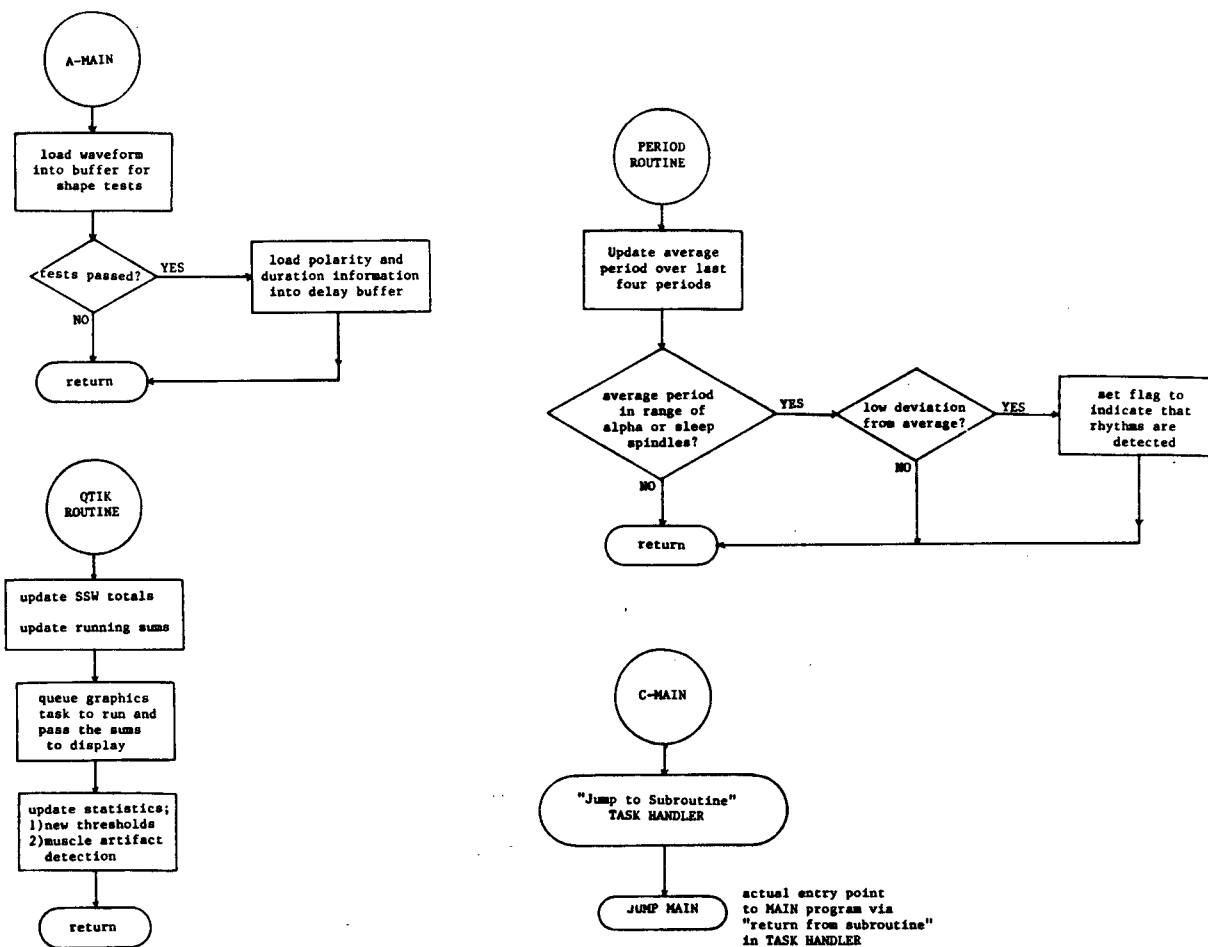 A-MAIN
load waveform
into buffer for
shape tests
tests passed?
YES
NO
load polarity and
duration information
into delay buffer
return
QTIK
ROUTINE
update SSW totals
update running sums
queue graphics
task to run and
pass the sums
to display
update statistics;
1)new thresholds
2)muscle artifact
detection
return
PERIOD
ROUTINE
Update average
period over last
four periods
average period
in range of
alpha or sleep
spindles?
YES
NO
low deviation
from average?
YES
NO
set flag to
indicate that
rhythms are
detected
return
C-MAIN
"Jump to Subroutine"
TASK HANDLER
JUMP MAIN
actual entry point
to MAIN program via
"return from subroutine"
in TASK HANDLER